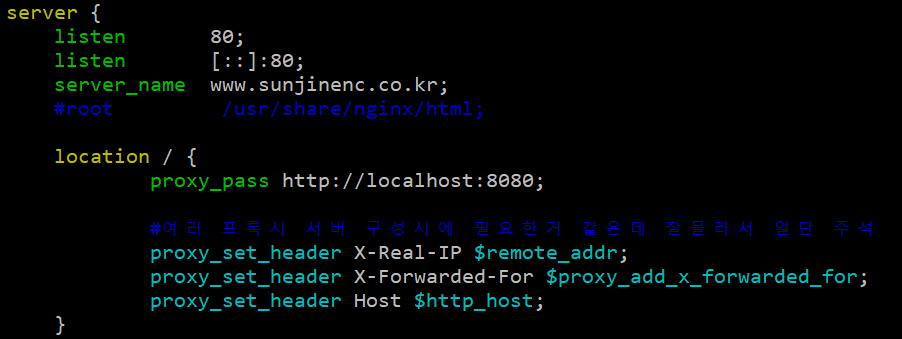 server {
    listen       80;
    listen       [::]:80;
    server_name  www.sunjinenc.co.kr;
    #root         /usr/share/nginx/html;

    location / {
            proxy_pass http://localhost:8080;

            #여러 프록시 서버 구성시에 필요한거 같은데 잘몰라서 일단 주석
            proxy_set_header X-Real-IP $remote_addr;
            proxy_set_header X-Forwarded-For $proxy_add_x_forwarded_for;
            proxy_set_header Host $http_host;
    }